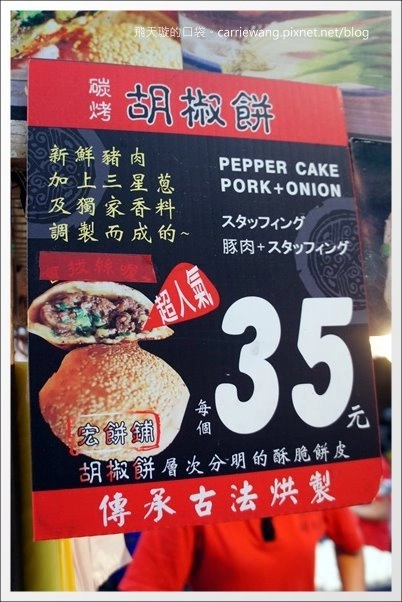 飛天璇的口袋。carriewang.pixnet.net/blog
碳烤 胡椒餅
新鮮豬肉
加上三星蔥
及獨家香料
調製而成的~
PEPPER CAKE
PORK+ONION
スタッフィング
豚肉+スタッフィング
超人氣
每個 35元
宏餅鋪
胡椒餅層次分明的酥脆餅皮
傳承古法烘製